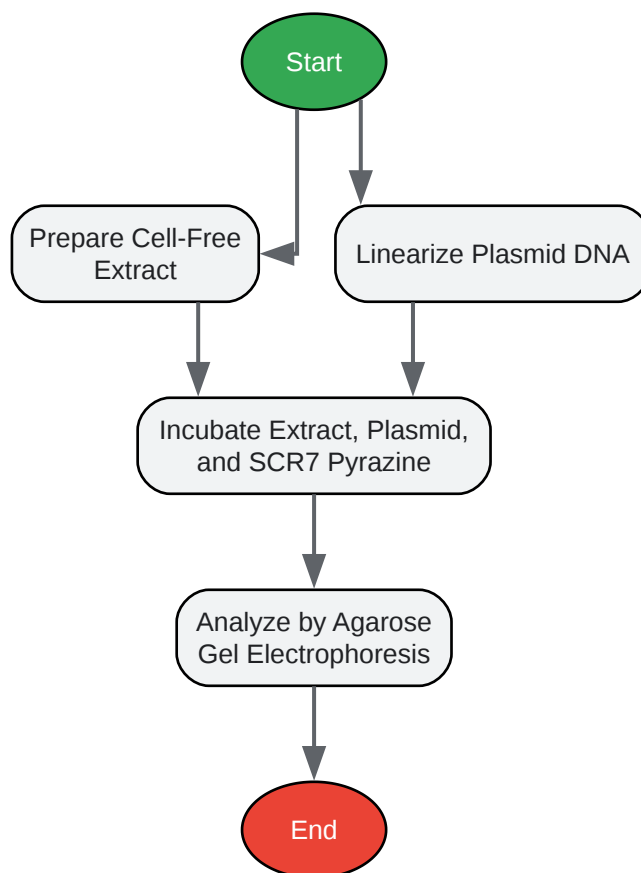 Start
Prepare Cell-Free
Extract
Linearize Plasmid DNA
Incubate Extract, Plasmid,
and SCR7 Pyrazine
Analyze by Agarose
Gel Electrophoresis
End